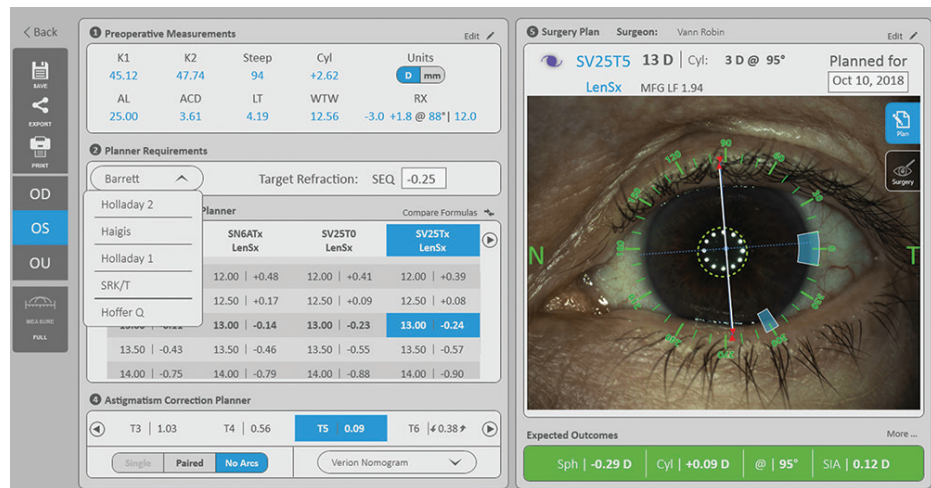 < Back
SAVE
EXPORT
PRINT
OD
OS
OU
MEASURE
FULL
1 Preoperative Measurements Edit
K1 K2 Steep Cyl Units
45.12 47.74 94 +2.62 D mm
AL ACD LT WTW RX
25.00 3.61 4.19 12.56 -3.0 +1.8 @ 88°| 12.0
2 Planner Requirements
Barrett Target Refraction: SEQ -0.25
Holladay 2
Haigis
Holladay 1
SRK/T
Hoffer Q
Planner Compare Formulas
SN6ATx SV25T0 SV25Tx
LenSx LenSx LenSx
12.00 | +0.48 12.00 | +0.41 12.00 | +0.39
12.50 | +0.17 12.50 | +0.09 12.50 | +0.08
13.00 | -0.14 13.00 | -0.23 13.00 -0.24
13.50 | -0.43 13.50 | -0.46 13.50 | -0.55 13.50 | -0.57
14.00 | -0.75 14.00 | -0.79 14.00 | -0.88 14.00 | -0.90
4 Astigmatism Correction Planner
T3 | 1.03 T4 | 0.56 T5 0.09 T6 | 0.38
Single Paired No Arcs Verion Nomogram
5 Surgery Plan Surgeon: Vann Robin Edit
SV25T5 13 D | Cyl: 3 D @ 95° Planned for
LenSx MFG LF 1.94 Oct 10, 2018
Plan
Surgery
120 90 60
150
N 180 0 T
Expected Outcomes More ...
Sph | -0.29 D Cyl | +0.09 D @ | 95° SIA | 0.12 D